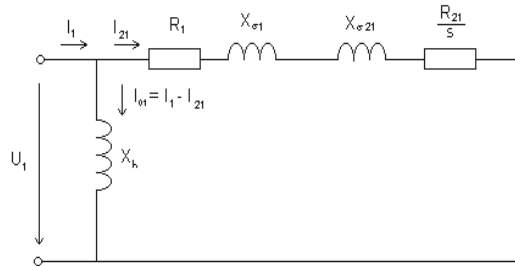 I₁ I₂₁ R₁ Xσ1 Xσ21 R₂₁/s
I₀₁ = I₁ - I₂₁
U₁ Xₕ